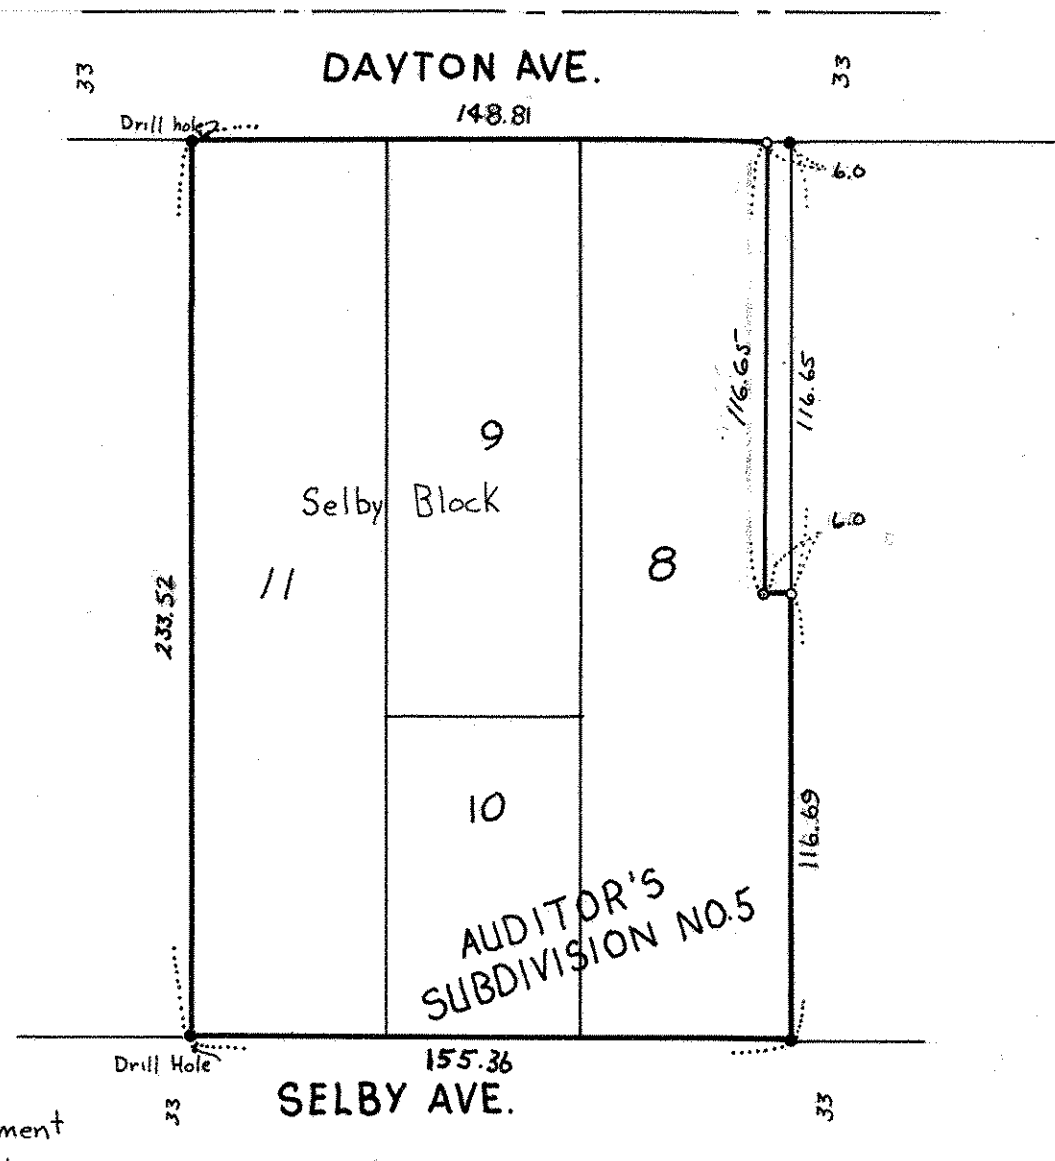 33
DAYTON AVE.
33
148.81
Drill hole
6.0
116.65
116.65
9
Selby Block
6.0
8
11
233.52
10
116.69
AUDITOR'S
SUBDIVISION NO.5
155.36
Drill Hole
SELBY AVE.
33
33
ment